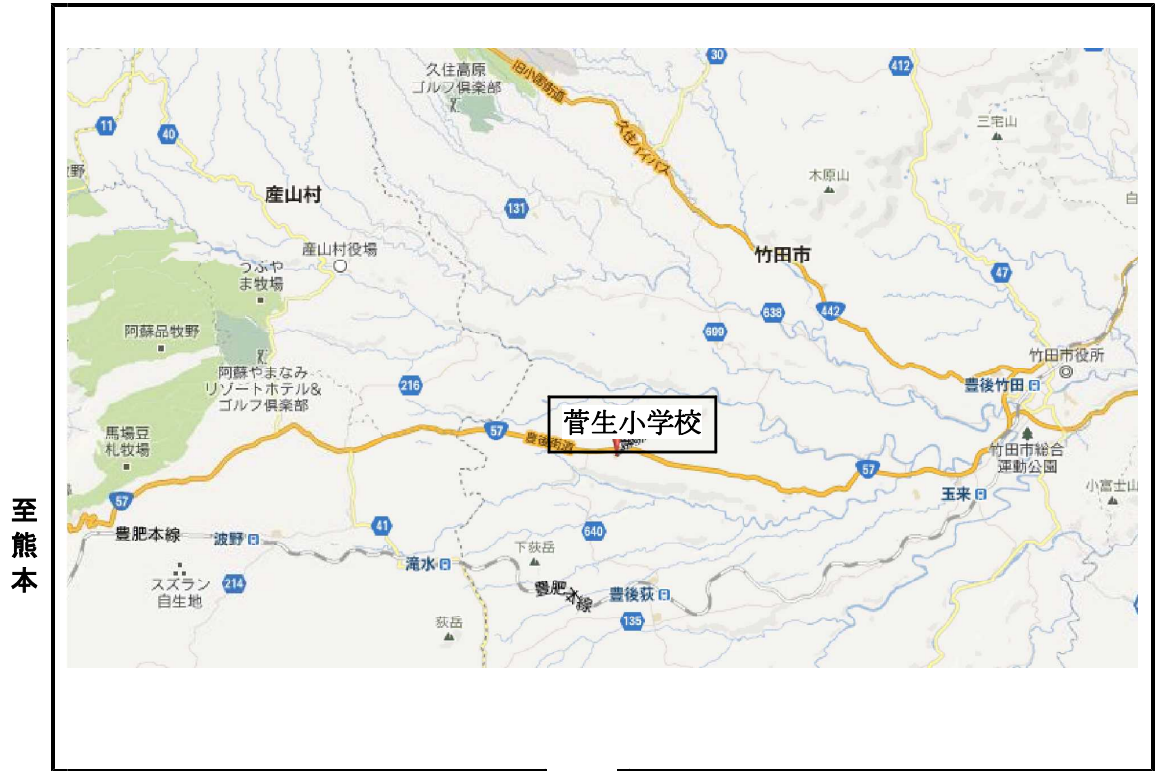 30
412
久住高原
ゴルフ倶楽部
旧小国街道
11
40
久住バイパス
三宅山
木原山
野
産山村
131
白
産山村役場
竹田市
つぶや
ま牧場
47
638
442
699
阿蘇品牧野
竹田市役所
阿蘇やまなみ
リゾートホテル&
ゴルフ倶楽部
216
豊後竹田
菅生小学校
馬場豆
札牧場
57
豊後街道
竹田市総合
運動公園
57
玉来
小富士山
57
至熊本
豊肥本線
波野
41
640
滝水
下荻岳
スズラン
自生地
214
豊肥本線
豊後荻
135
荻岳